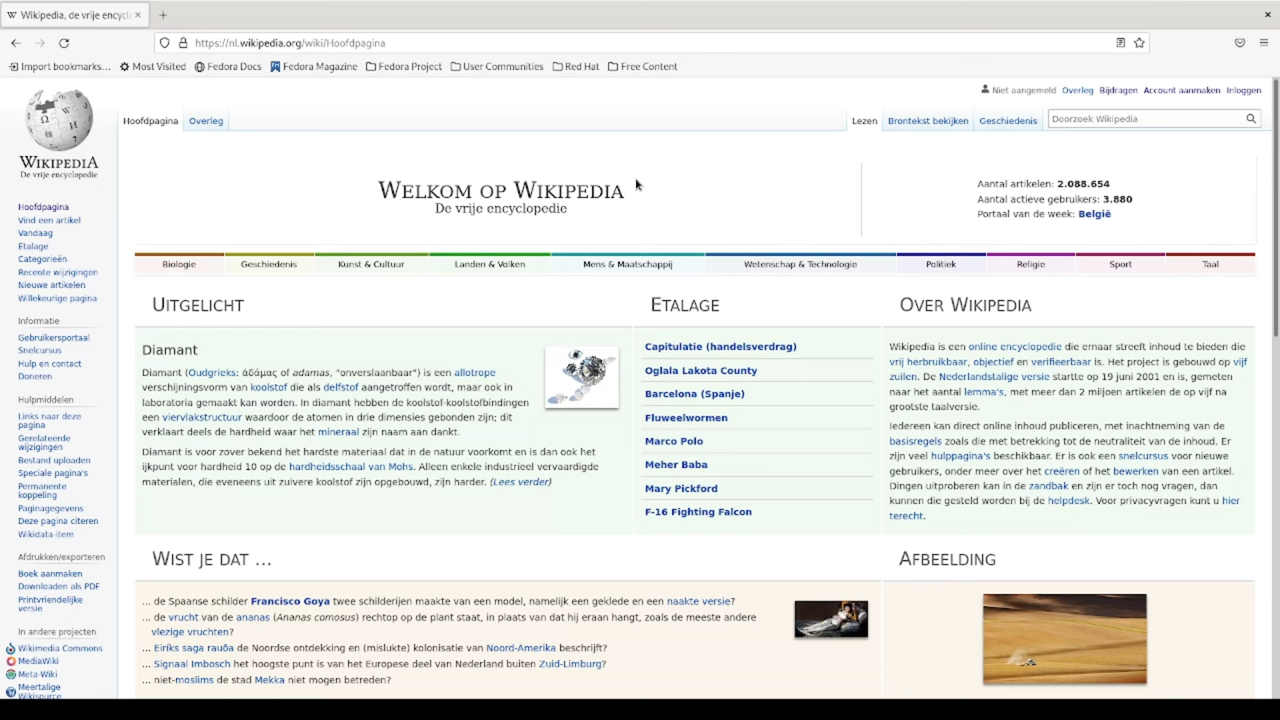 Wikipedia, de vrije encycl
https://nl.wikipedia.org/wiki/Hoofdpagina
Import bookmarks... Most Visited Fedora Docs Fedora Magazine Fedora Project User Communities Red Hat Free Content
Niet aangemeld Overleg Bijdragen Account aanmaken Inloggen
Hoofdpagina Overleg Lezen Brontekst bekijken Geschiedenis Doorzoek Wikipedia
WIKIPEDIA
De vrije encyclopedie
Hoofdpagina
Vind een artikel
Vandaag
Etalage
Categorieën
Recente wijzigingen
Nieuwe artikelen
Willekeurige pagina
Informatie
Gebruikersportaal
Snelcursus
Hulp en contact
Doneren
Hulpmiddelen
Links naar deze
pagina
Gerelateerde
wijzigingen
Bestand uploaden
Speciale pagina's
Permanente
koppeling
Paginagegevens
Deze pagina citeren
Wikidata-item
Afdrukken/exporteren
Boek aanmaken
Downloaden als PDF
Printvriendelijke
versie
In andere projecten
Wikimedia Commons
MediaWiki
Meta-Wiki
Meertalige
Wikisource
WELKOM OP WIKIPEDIA
De vrije encyclopedie
Aantal artikelen: 2.088.654
Aantal actieve gebruikers: 3.880
Portaal van de week: België
Biologie Geschiedenis Kunst & Cultuur Landen & Volken Mens & Maatschappij Wetenschap & Technologie Politiek Religie Sport Taal
UITGELICHT
Diamant
Diamant (Oudgrieks: ἀδάμας of adamas, "onverslaanbaar") is een allotrope
verschijningsvorm van koolstof die als delfstof aangetroffen wordt, maar ook in
laboratoria gemaakt kan worden. In diamant hebben de koolstof-koolstofbindingen
een viervlakstructuur waardoor de atomen in drie dimensies gebonden zijn; dit
verklaart deels de hardheid waar het mineraal zijn naam aan dankt.
Diamant is voor zover bekend het hardste materiaal dat in de natuur voorkomt en is dan ook het
ijkpunt voor hardheid 10 op de hardheidsschaal van Mohs. Alleen enkele industrieel vervaardigde
materialen, die eveneens uit zuivere koolstof zijn opgebouwd, zijn harder. (Lees verder)
ETALAGE
Capitulatie (handelsverdrag)
Oglala Lakota County
Barcelona (Spanje)
Fluweelwormen
Marco Polo
Meher Baba
Mary Pickford
F-16 Fighting Falcon
OVER WIKIPEDIA
Wikipedia is een online encyclopedie die ernaar streeft inhoud te bieden die
vrij herbruikbaar, objectief en verifieerbaar is. Het project is gebouwd op vijf
zuilen. De Nederlandstalige versie startte op 19 juni 2001 en is, gemeten
naar het aantal lemma's, met meer dan 2 miljoen artikelen de op vijf na
grootste taalversie.
Iedereen kan direct online inhoud publiceren, met inachtneming van de
basisregels zoals die met betrekking tot de neutraliteit van de inhoud. Er
zijn veel hulppagina's beschikbaar. Er is ook een snelcursus voor nieuwe
gebruikers, onder meer over het creëren of het bewerken van een artikel.
Dingen uitproberen kan in de zandbak en zijn er toch nog vragen, dan
kunnen die gesteld worden bij de helpdesk. Voor privacyvragen kunt u hier
terecht.
WIST JE DAT ...
... de Spaanse schilder Francisco Goya twee schilderijen maakte van een model, namelijk een geklede en een naakte versie?
... de vrucht van de ananas (Ananas comosus) rechtop op de plant staat, in plaats van dat hij eraan hangt, zoals de meeste andere
vlezige vruchten?
... Eiríks saga rauða de Noordse ontdekking en (mislukte) kolonisatie van Noord-Amerika beschrijft?
... Signaal Imbosch het hoogste punt is van het Europese deel van Nederland buiten Zuid-Limburg?
... niet-moslims de stad Mekka niet mogen betreden?
AFBEELDING